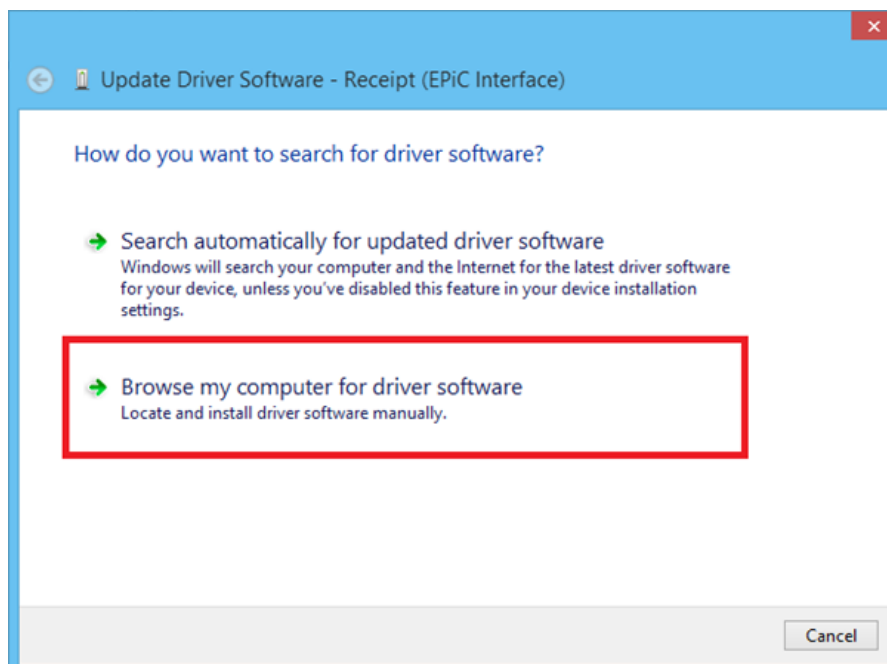 Update Driver Software - Receipt (EPiC Interface)
How do you want to search for driver software?
Search automatically for updated driver software
Windows will search your computer and the Internet for the latest driver software
for your device, unless you've disabled this feature in your device installation
settings.
Browse my computer for driver software
Locate and install driver software manually.
Cancel